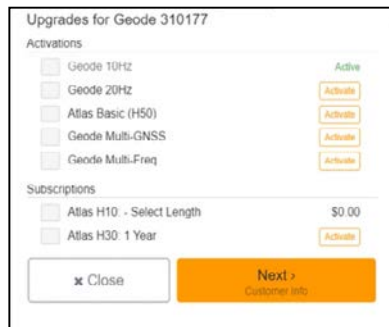 Upgrades for Geode 310177
Activations
Geode 10Hz Active
Geode 20Hz Activate
Atlas Basic (H50) Activate
Geode Multi-GNSS Activate
Geode Multi-Freq Activate
Subscriptions
Atlas H10: - Select Length $0.00
Atlas H30: 1 Year Activate
× Close
Next ›
Customer Info